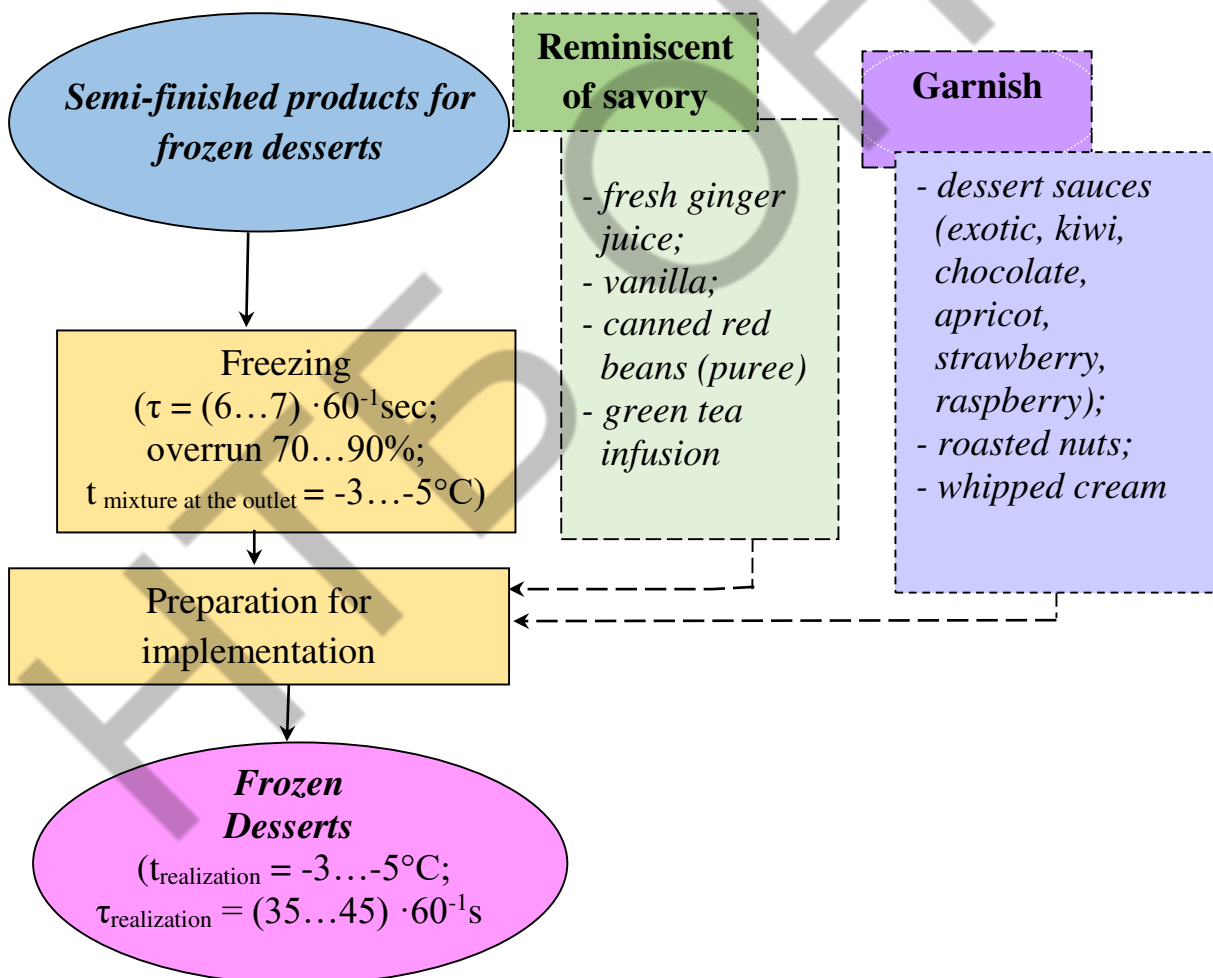 Semi-finished products for
frozen desserts
Reminiscent
of savory
Garnish
- fresh ginger
juice;
- vanilla;
- canned red
beans (puree)
- green tea
infusion
- dessert sauces
(exotic, kiwi,
chocolate,
apricot,
strawberry,
raspberry);
- roasted nuts;
- whipped cream
Freezing
(τ = (6…7) ·60⁻¹sec;
overrun 70…90%;
t mixture at the outlet = -3…-5°C)
Preparation for
implementation
Frozen
Desserts
(trealization = -3…-5°C;
τrealization = (35…45) ·60⁻¹s